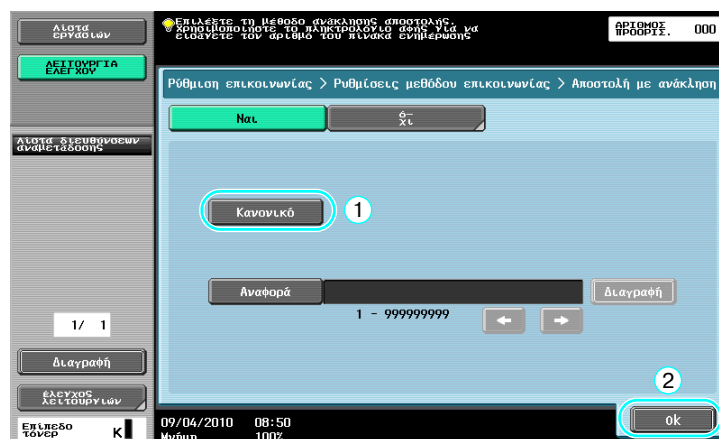 Λίστα
εργασιών
Επιλέξτε τη μέθοδο ανάκλησης αποστολής.
Χρησιμοποιήστε το πληκτρολόγιο αφής για να
εισάγετε τον αριθμό του πίνακα ενημέρωσης
ΑΡΙΘΜΟΣ
ΠΡΟΟΡΙΣ.
000
ΛΕΙΤΟΥΡΓΙΑ
ΕΛΕΓΧΟΥ
Ρύθμιση επικοινωνίας > Ρυθμίσεις μεθόδου επικοινωνίας > Αποστολή με ανάκληση
Ναι
ό-
χι
Λίστα διευθύνσεων
αναμετάδοσης
Κανονικό
1
Αναφορά
Διαγραφή
1 - 999999999
1/ 1
Διαγραφή
έλεγχος
λειτουργιών
2
ok
Επίπεδο
τόνερ
K
09/04/2010 08:50
Μνήμη 100%